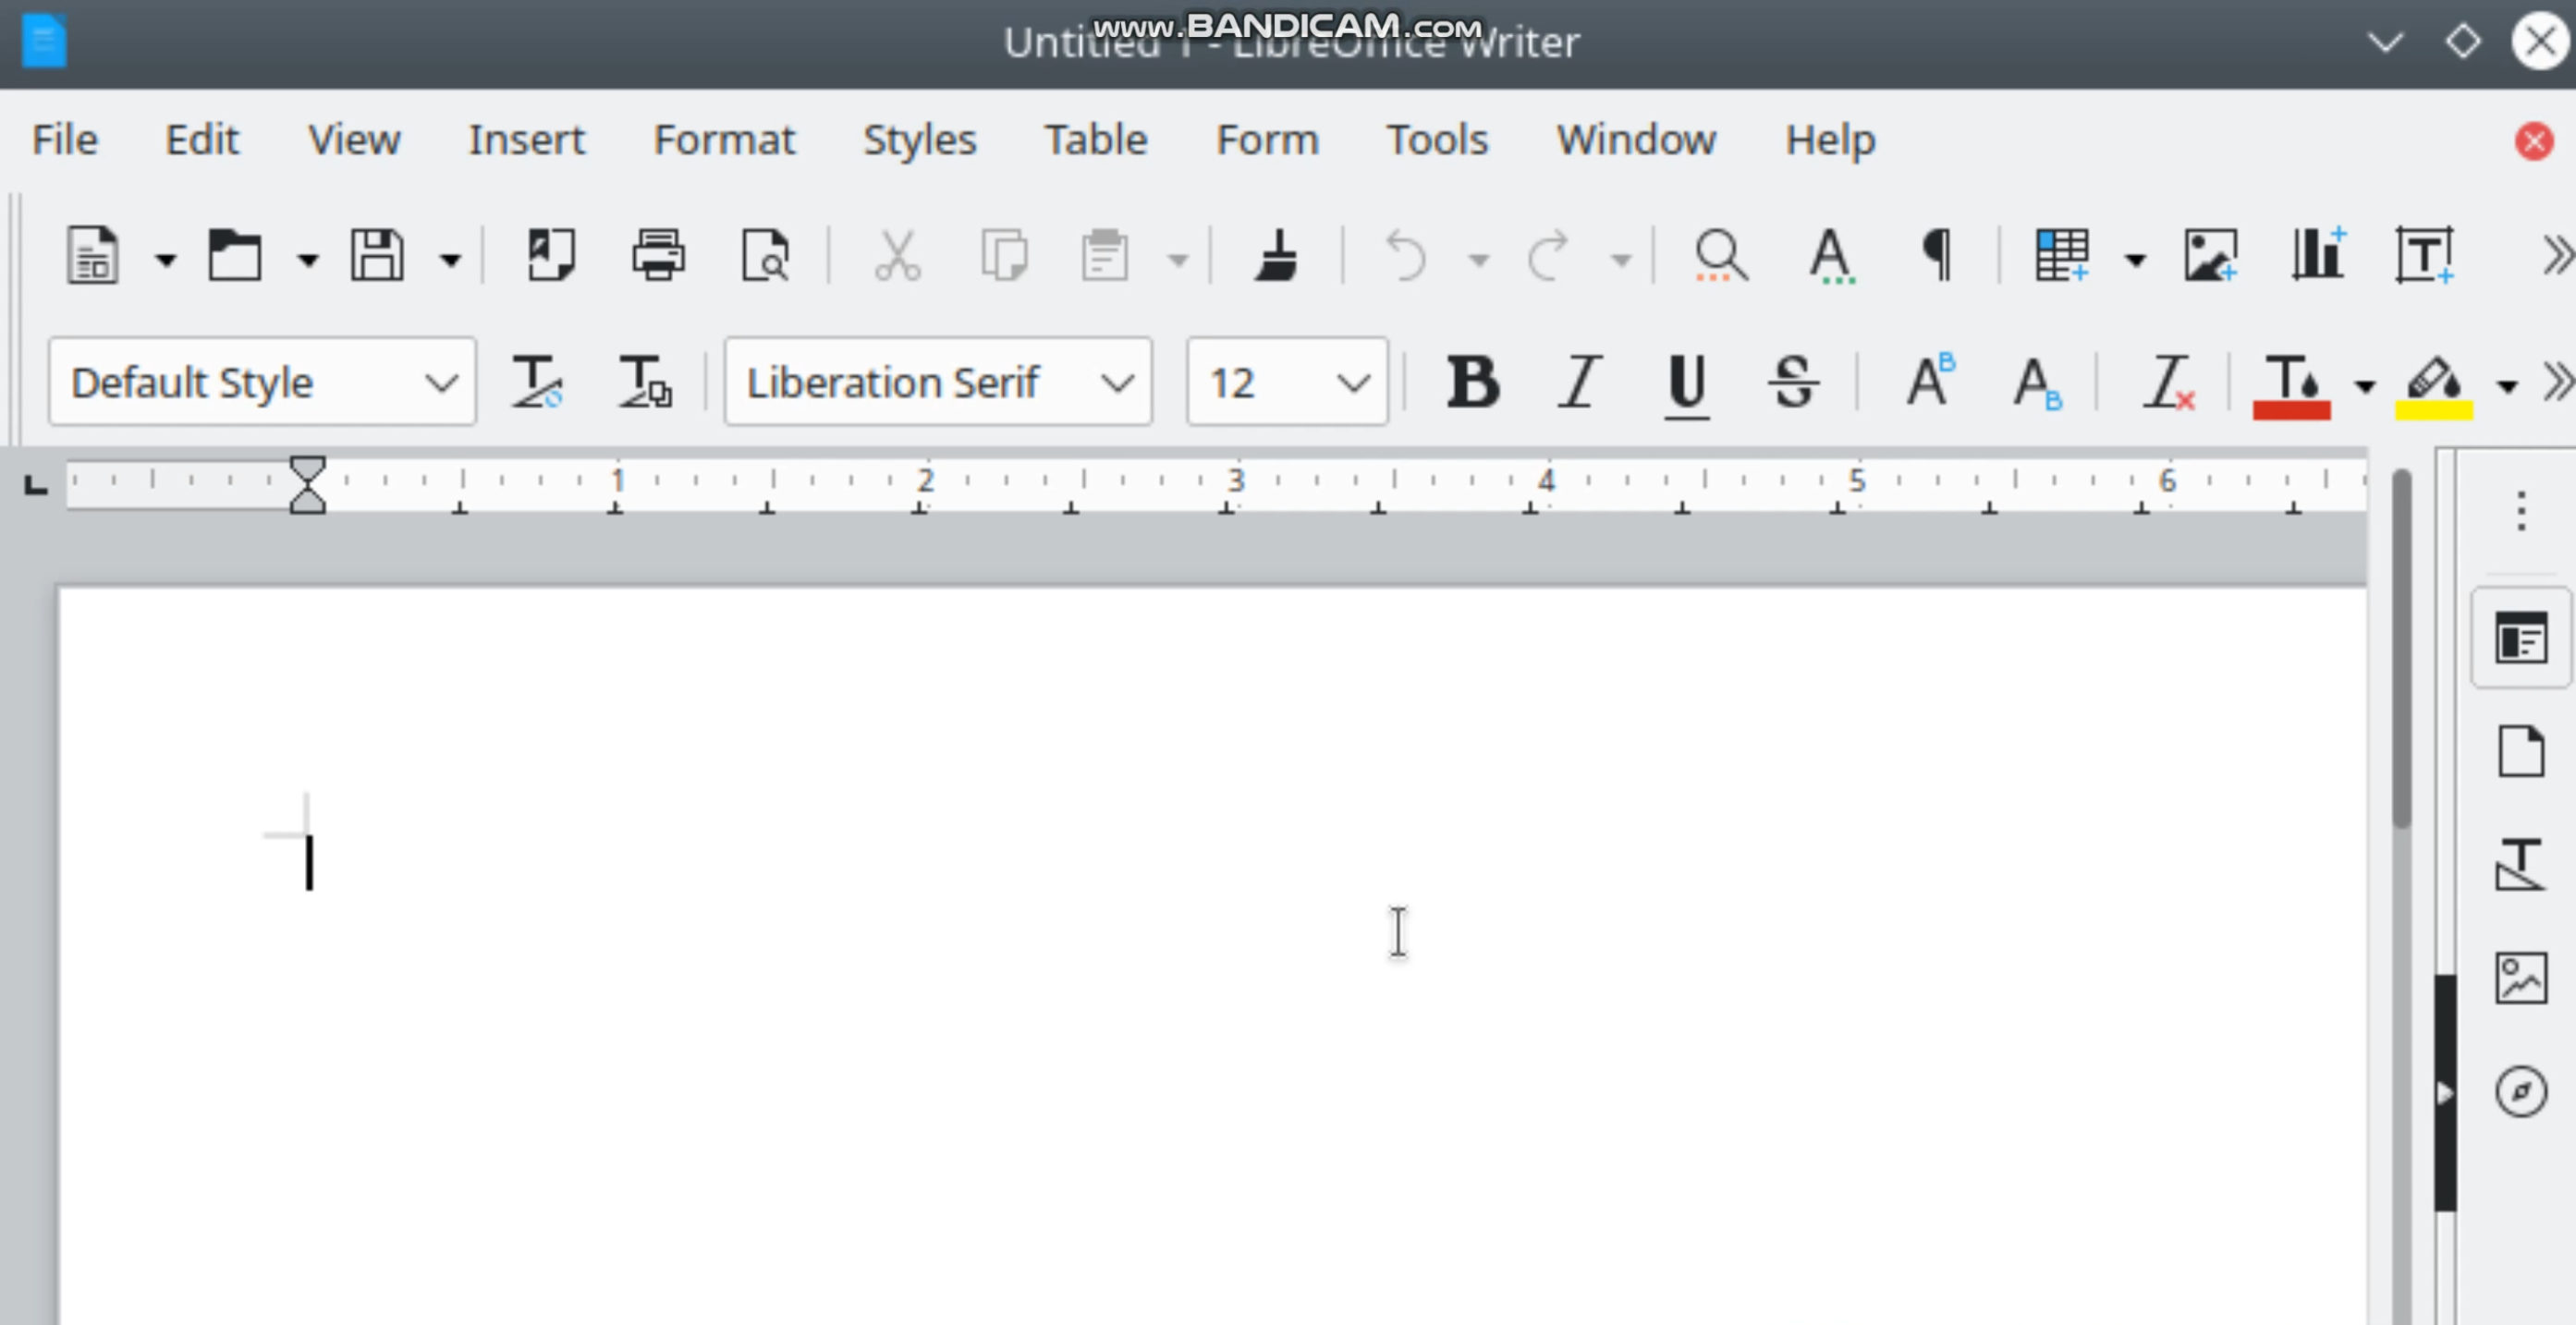 www.BANDICAM.com
Untitled 1 - LibreOffice Writer
File Edit View Insert Format Styles Table Form Tools Window Help
Default Style Liberation Serif 12
1 2 3 4 5 6